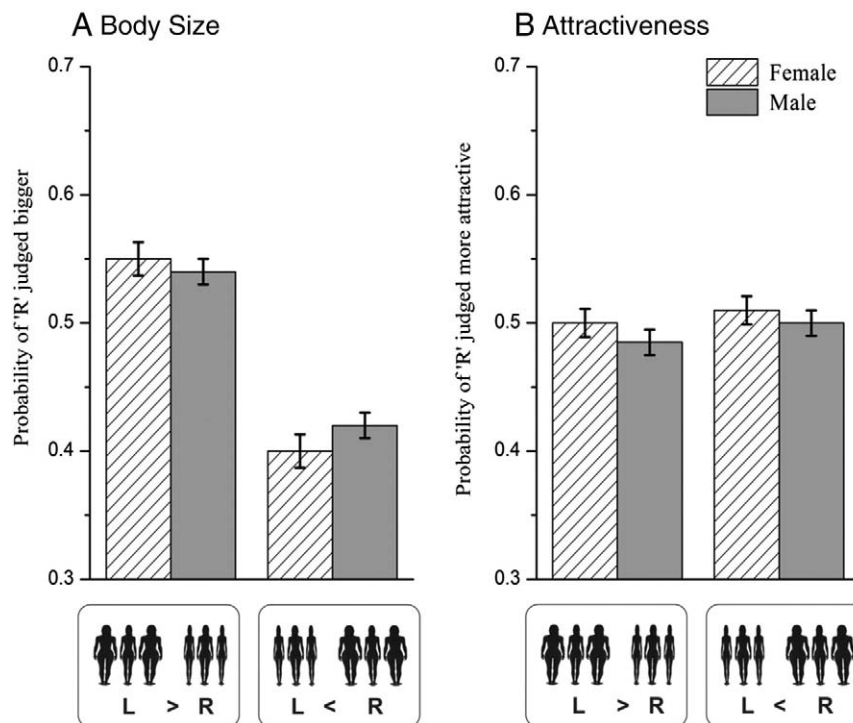 A Body Size
Probability of 'R' judged bigger
0.7
0.6
0.5
0.4
0.3
L > R
L < R
B Attractiveness
Female
Male
Probability of 'R' judged more attractive
0.7
0.6
0.5
0.4
0.3
L > R
L < R